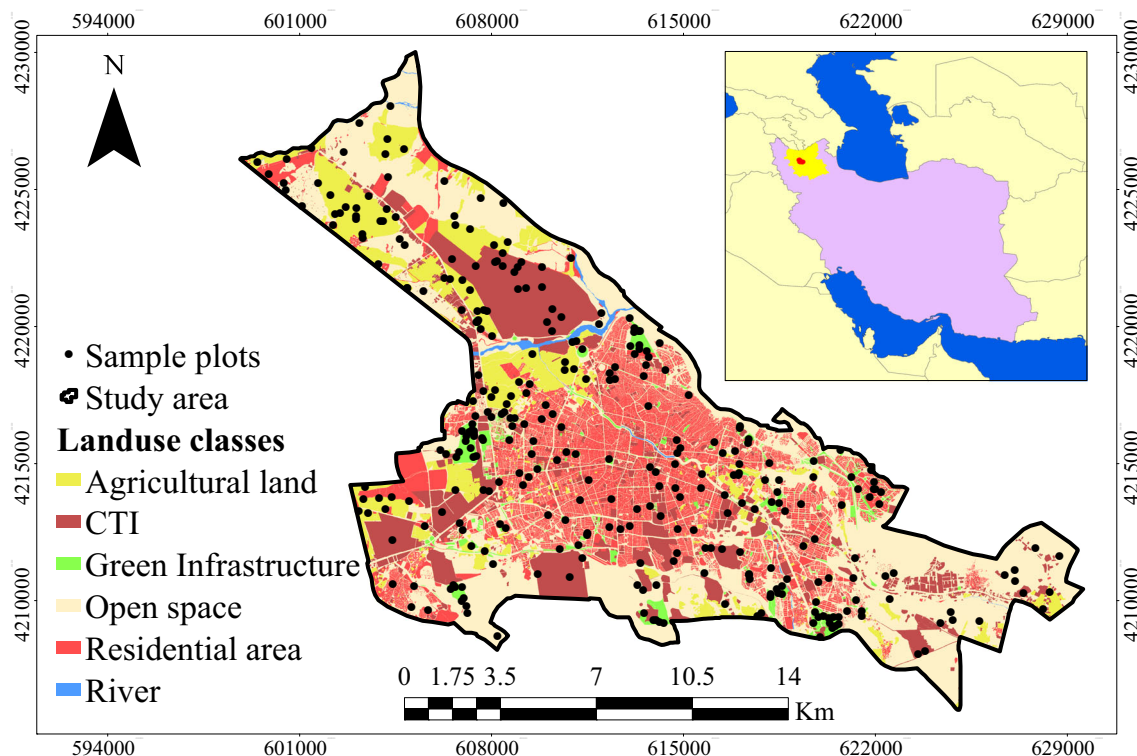 594000 601000 608000 615000 622000 629000
4230000 4230000
N
4225000 4225000
4220000 4220000
Sample plots
Study area
Landuse classes
4215000 4215000
Agricultural land
CTI
Green Infrastructure
Open space
4210000 4210000
Residential area
River
0 1.75 3.5 7 10.5 14
Km
594000 601000 608000 615000 622000 629000